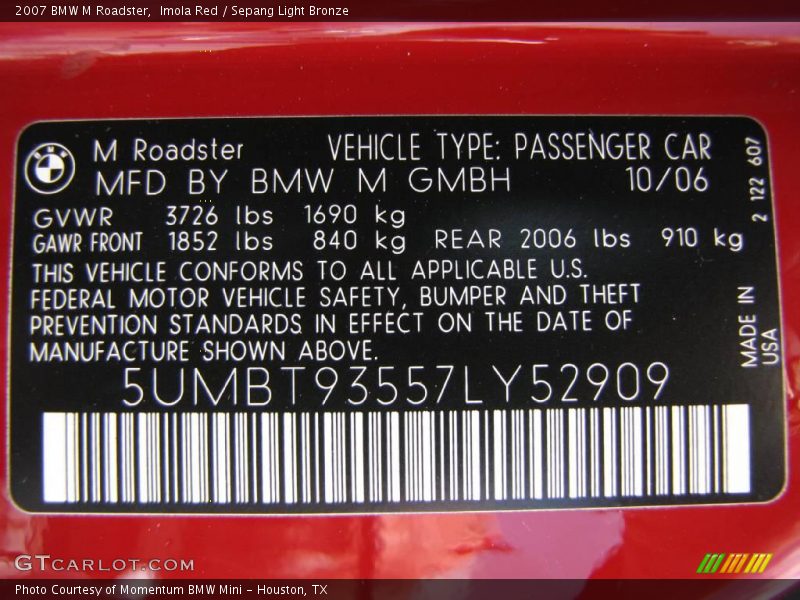 2007 BMW M Roadster,  Imola Red / Sepang Light Bronze
M Roadster VEHICLE TYPE: PASSENGER CAR
MFD BY BMW M GMBH 10/06
GVWR 3726 lbs 1690 kg
GAWR FRONT 1852 lbs 840 kg REAR 2006 lbs 910 kg
THIS VEHICLE CONFORMS TO ALL APPLICABLE U.S.
FEDERAL MOTOR VEHICLE SAFETY, BUMPER AND THEFT
PREVENTION STANDARDS IN EFFECT ON THE DATE OF
MANUFACTURE SHOWN ABOVE.
5UMBT93557LY52909
2 122 607
MADE IN
USA
GTCARLOT.COM
Photo Courtesy of Momentum BMW Mini - Houston, TX